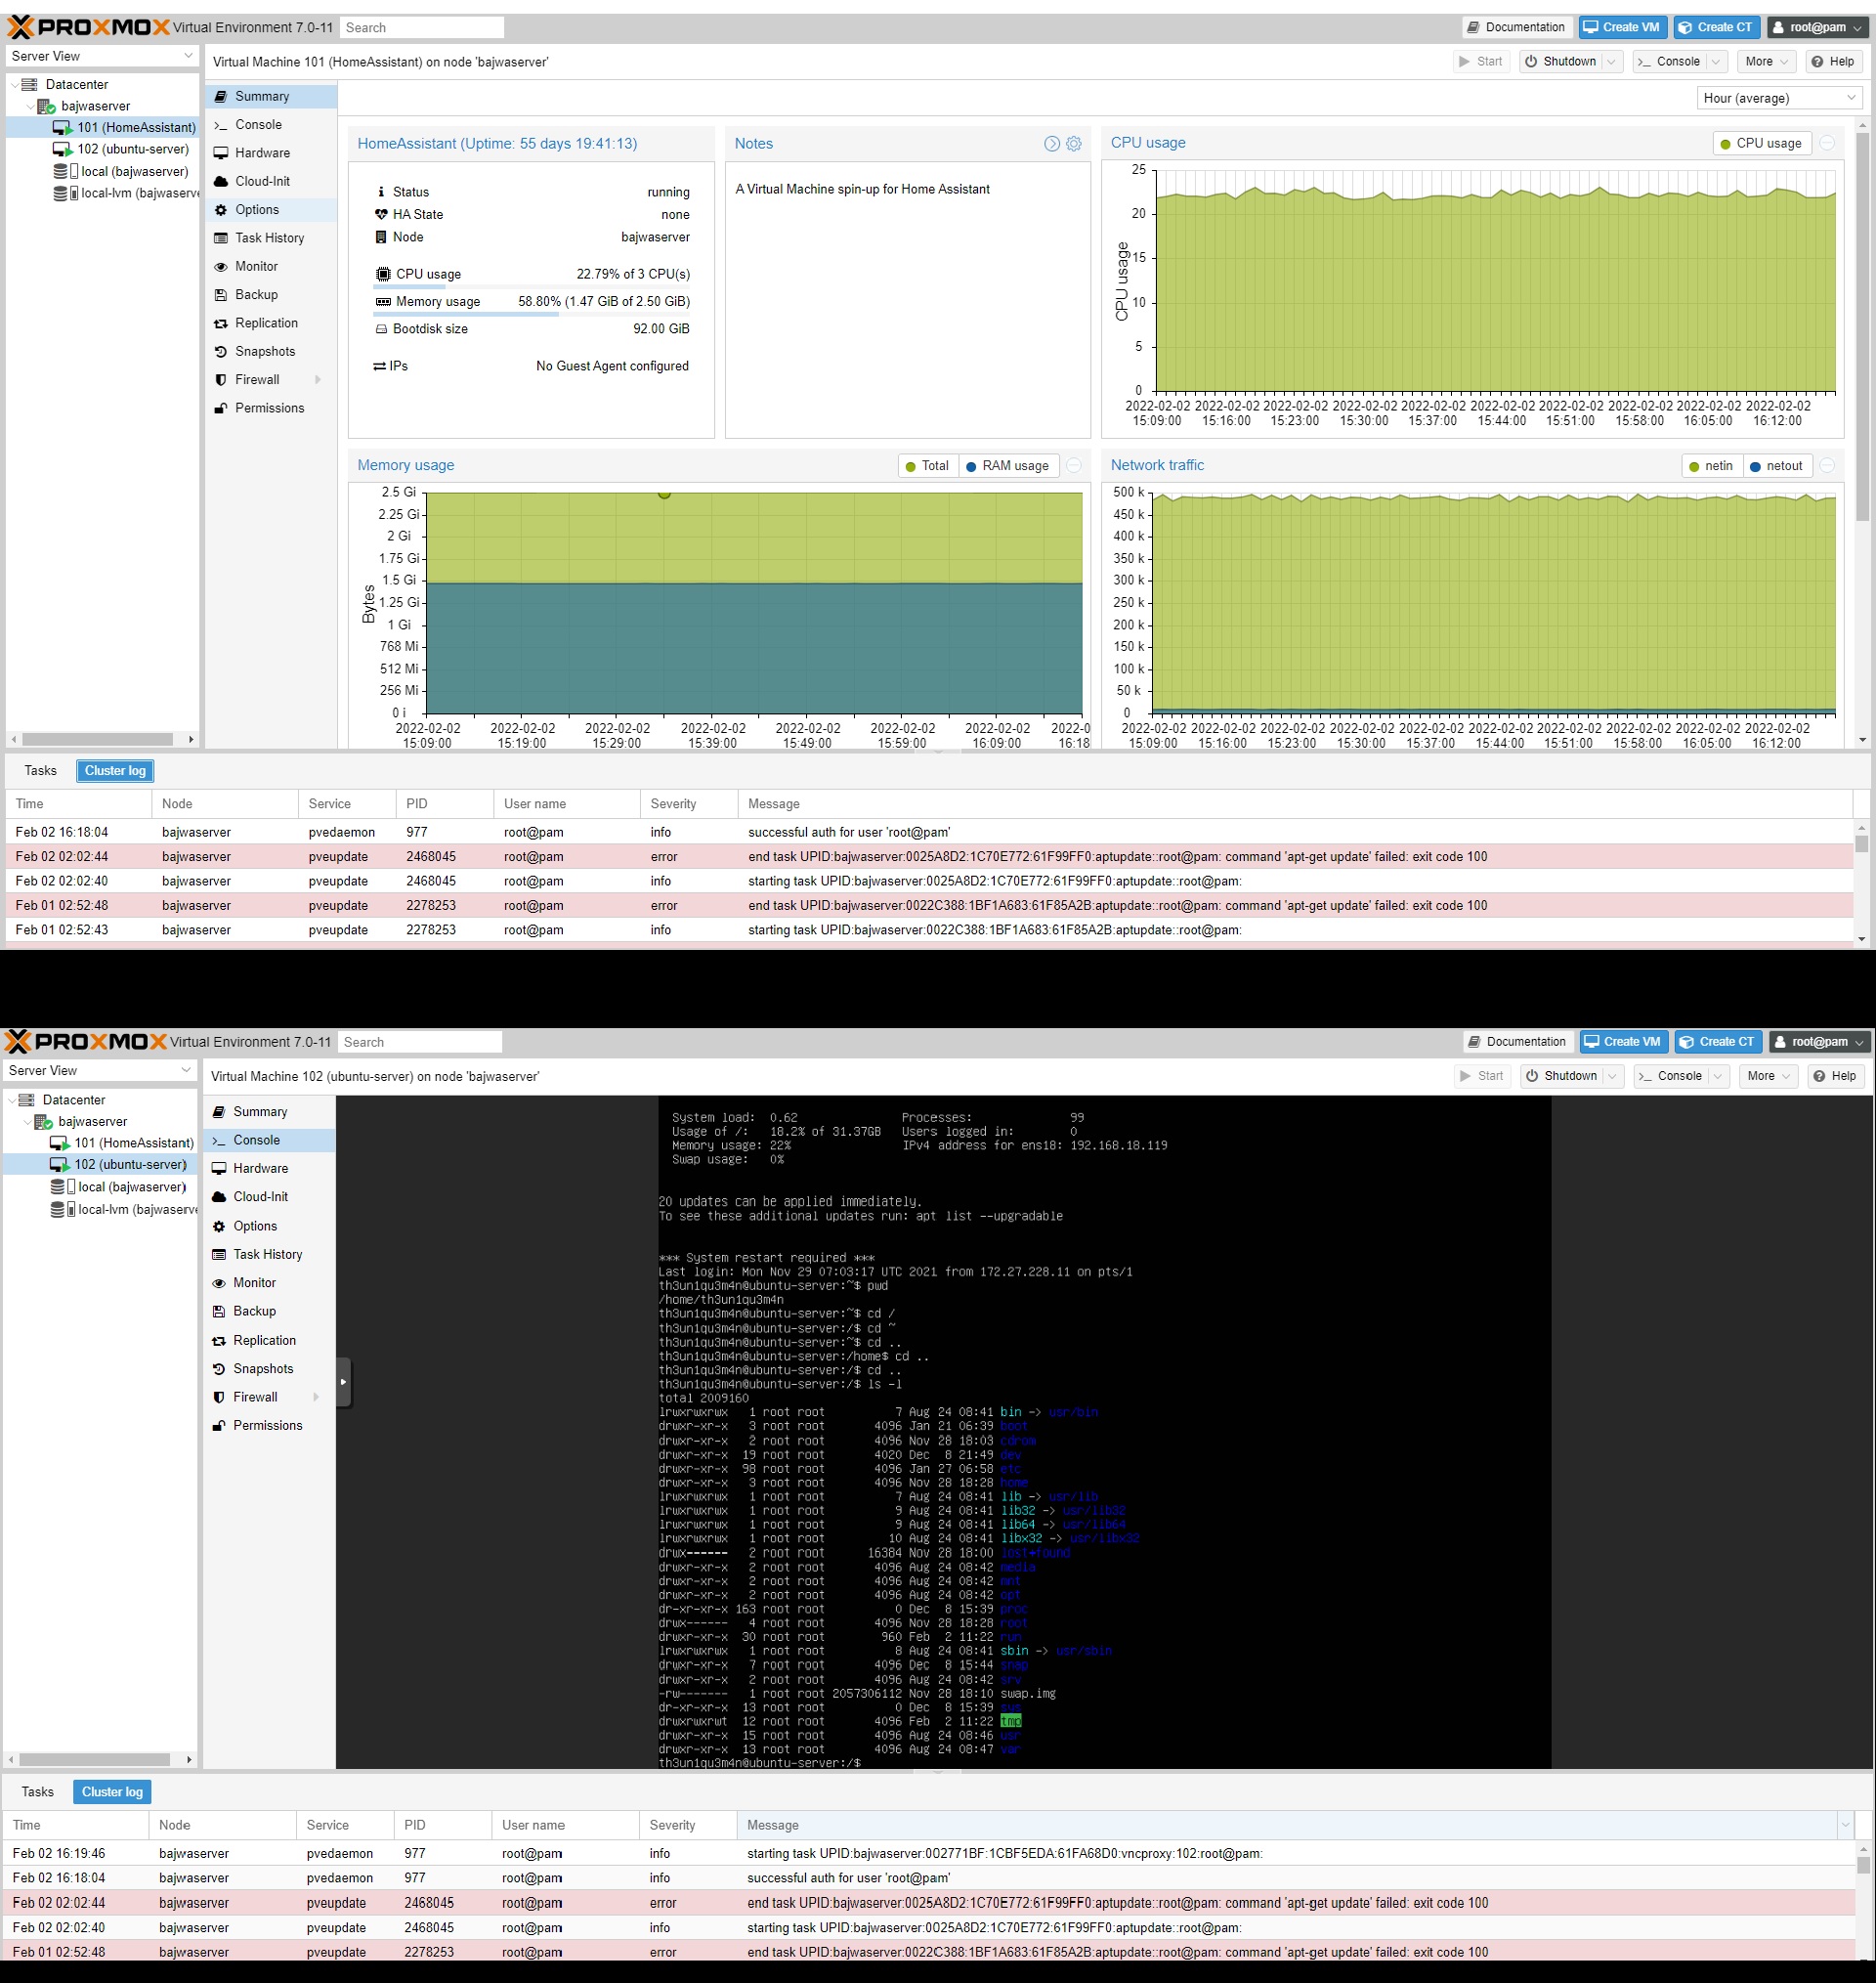 PROXMOX Virtual Environment 7.0-11 Search Documentation Create VM Create CT root@pam
Server View
Virtual Machine 101 (HomeAssistant) on node 'bajwaserver' Start Shutdown Console More Help
Datacenter
bajwaserver
101 (HomeAssistant)
102 (ubuntu-server)
local (bajwaserver)
local-lvm (bajwaserve
Summary
Console
Hardware
Cloud-Init
Options
Task History
Monitor
Backup
Replication
Snapshots
Firewall
Permissions
Hour (average)
HomeAssistant (Uptime: 55 days 19:41:13)
Status running
HA State none
Node bajwaserver
CPU usage 22.79% of 3 CPU(s)
Memory usage 58.80% (1.47 GiB of 2.50 GiB)
Bootdisk size 92.00 GiB
IPs No Guest Agent configured
Notes
A Virtual Machine spin-up for Home Assistant
CPU usage CPU usage
25
20
15
10
5
0
CPU usage
2022-02-02 2022-02-02 2022-02-02 2022-02-02 2022-02-02 2022-02-02 2022-02-02 2022-02-02 2022-02-02 2022-02-02
15:09:00 15:16:00 15:23:00 15:30:00 15:37:00 15:44:00 15:51:00 15:58:00 16:05:00 16:12:00
Memory usage Total RAM usage
2.5 Gi
2.25 Gi
2 Gi
1.75 Gi
1.5 Gi
1.25 Gi
1 Gi
768 Mi
512 Mi
256 Mi
0 i
Bytes
2022-02-02 2022-02-02 2022-02-02 2022-02-02 2022-02-02 2022-02-02 2022-02-02 2022-0
15:09:00 15:19:00 15:29:00 15:39:00 15:49:00 15:59:00 16:09:00 16:18
Network traffic netin netout
500 k
450 k
400 k
350 k
300 k
250 k
200 k
150 k
100 k
50 k
0
2022-02-02 2022-02-02 2022-02-02 2022-02-02 2022-02-02 2022-02-02 2022-02-02 2022-02-02 2022-02-02 2022-02-02
15:09:00 15:16:00 15:23:00 15:30:00 15:37:00 15:44:00 15:51:00 15:58:00 16:05:00 16:12:00
Tasks Cluster log
Time Node Service PID User name Severity Message
Feb 02 16:18:04 bajwaserver pvedaemon 977 root@pam info successful auth for user 'root@pam'
Feb 02 02:02:44 bajwaserver pveupdate 2468045 root@pam error end task UPID:bajwaserver:0025A8D2:1C70E772:61F99FF0:aptupdate::root@pam: command 'apt-get update' failed: exit code 100
Feb 02 02:02:40 bajwaserver pveupdate 2468045 root@pam info starting task UPID:bajwaserver:0025A8D2:1C70E772:61F99FF0:aptupdate::root@pam:
Feb 01 02:52:48 bajwaserver pveupdate 2278253 root@pam error end task UPID:bajwaserver:0022C388:1BF1A683:61F85A2B:aptupdate::root@pam: command 'apt-get update' failed: exit code 100
Feb 01 02:52:43 bajwaserver pveupdate 2278253 root@pam info starting task UPID:bajwaserver:0022C388:1BF1A683:61F85A2B:aptupdate::root@pam:
PROXMOX Virtual Environment 7.0-11 Search Documentation Create VM Create CT root@pam
Server View
Virtual Machine 102 (ubuntu-server) on node 'bajwaserver' Start Shutdown Console More Help
Datacenter
bajwaserver
101 (HomeAssistant)
102 (ubuntu-server)
local (bajwaserver)
local-lvm (bajwaserve
Summary
Console
Hardware
Cloud-Init
Options
Task History
Monitor
Backup
Replication
Snapshots
Firewall
Permissions
System load: 0.62 Processes: 99
Usage of /: 18.2% of 31.37GB Users logged in: 0
Memory usage: 22% IPv4 address for ens18: 192.168.18.119
Swap usage: 0%
20 updates can be applied immediately.
To see these additional updates run: apt list --upgradable
*** System restart required ***
Last login: Mon Nov 29 07:03:17 UTC 2021 from 172.27.228.11 on pts/1
th3un1qu3m4n@ubuntu-server:~$ pwd
/home/th3un1qu3m4n
th3un1qu3m4n@ubuntu-server:~$ cd /
th3un1qu3m4n@ubuntu-server:/$ cd ~
th3un1qu3m4n@ubuntu-server:~$ cd ..
th3un1qu3m4n@ubuntu-server:/home$ cd ..
th3un1qu3m4n@ubuntu-server:/$ cd ..
th3un1qu3m4n@ubuntu-server:/$ ls -l
total 2009160
lrwxrwxrwx 1 root root 7 Aug 24 08:41 bin -> usr/bin
drwxr-xr-x 3 root root 4096 Jan 21 06:39 boot
drwxr-xr-x 2 root root 4096 Nov 28 18:03 cdrom
drwxr-xr-x 19 root root 4020 Dec 8 21:49 dev
drwxr-xr-x 98 root root 4096 Jan 27 06:58 etc
drwxr-xr-x 3 root root 4096 Nov 28 18:28 home
lrwxrwxrwx 1 root root 7 Aug 24 08:41 lib -> usr/lib
lrwxrwxrwx 1 root root 9 Aug 24 08:41 lib32 -> usr/lib32
lrwxrwxrwx 1 root root 9 Aug 24 08:41 lib64 -> usr/lib64
lrwxrwxrwx 1 root root 10 Aug 24 08:41 libx32 -> usr/libx32
drwx------ 2 root root 16384 Nov 28 18:00 lost+found
drwxr-xr-x 2 root root 4096 Aug 24 08:42 media
drwxr-xr-x 2 root root 4096 Aug 24 08:42 mnt
drwxr-xr-x 2 root root 4096 Aug 24 08:42 opt
dr-xr-xr-x 163 root root 0 Dec 8 15:39 proc
drwx------ 4 root root 4096 Nov 28 18:28 root
drwxr-xr-x 30 root root 960 Feb 2 11:22 run
lrwxrwxrwx 1 root root 8 Aug 24 08:41 sbin -> usr/sbin
drwxr-xr-x 7 root root 4096 Dec 8 15:44 snap
drwxr-xr-x 2 root root 4096 Aug 24 08:42 srv
-rw------- 1 root root 2057306112 Nov 28 18:10 swap.img
dr-xr-xr-x 13 root root 0 Dec 8 15:39 sys
drwxrwxrwt 12 root root 4096 Feb 2 11:22 tmp
drwxr-xr-x 15 root root 4096 Aug 24 08:46 usr
drwxr-xr-x 13 root root 4096 Aug 24 08:47 var
th3un1qu3m4n@ubuntu-server:/$
Tasks Cluster log
Time Node Service PID User name Severity Message
Feb 02 16:19:46 bajwaserver pvedaemon 977 root@pam info starting task UPID:bajwaserver:002771BF:1CBF5EDA:61FA68D0:vncproxy:102:root@pam:
Feb 02 16:18:04 bajwaserver pvedaemon 977 root@pam info successful auth for user 'root@pam'
Feb 02 02:02:44 bajwaserver pveupdate 2468045 root@pam error end task UPID:bajwaserver:0025A8D2:1C70E772:61F99FF0:aptupdate::root@pam: command 'apt-get update' failed: exit code 100
Feb 02 02:02:40 bajwaserver pveupdate 2468045 root@pam info starting task UPID:bajwaserver:0025A8D2:1C70E772:61F99FF0:aptupdate::root@pam:
Feb 01 02:52:48 bajwaserver pveupdate 2278253 root@pam error end task UPID:bajwaserver:0022C388:1BF1A683:61F85A2B:aptupdate::root@pam: command 'apt-get update' failed: exit code 100